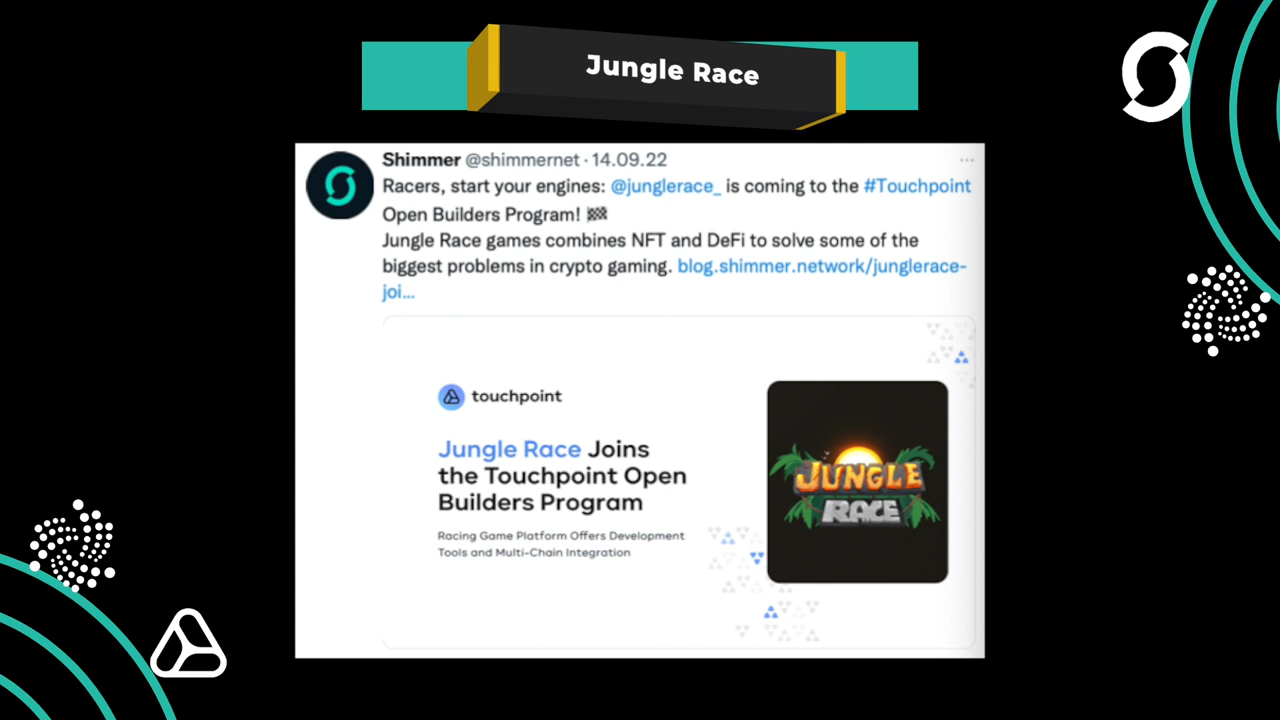 Jungle Race
Shimmer @shimmernet · 14.09.22
Racers, start your engines: @junglerace_ is coming to the #Touchpoint
Open Builders Program! 🏁
Jungle Race games combines NFT and DeFi to solve some of the
biggest problems in crypto gaming. blog.shimmer.network/junglerace-
joi...
touchpoint
Jungle Race Joins
the Touchpoint Open
Builders Program
Racing Game Platform Offers Development
Tools and Multi-Chain Integration
JUNGLE
RACE